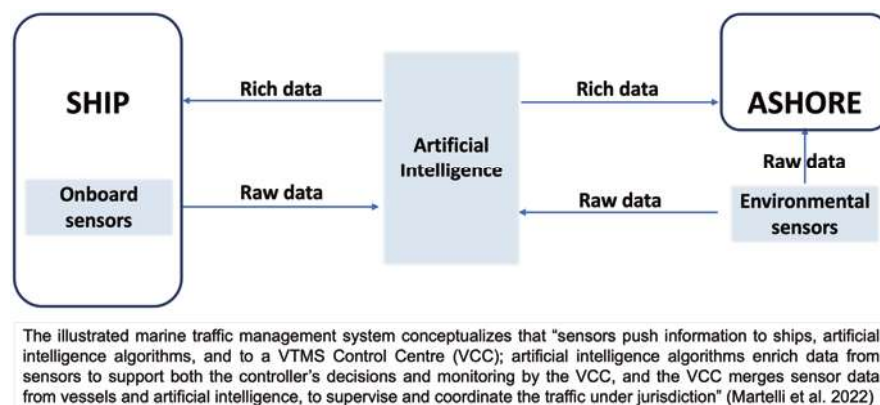 SHIP
Onboard
sensors
Rich data
Raw data
Artificial
Intelligence
Rich data
Raw data
ASHORE
Raw data
Environmental
sensors
The illustrated marine traffic management system conceptualizes that “sensors push information to ships, artificial
intelligence algorithms, and to a VTMS Control Centre (VCC); artificial intelligence algorithms enrich data from
sensors to support both the controller’s decisions and monitoring by the VCC, and the VCC merges sensor data
from vessels and artificial intelligence, to supervise and coordinate the traffic under jurisdiction” (Martelli et al. 2022)